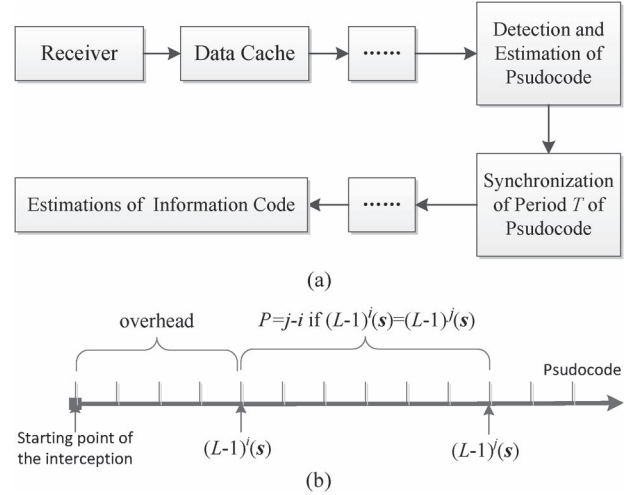 Receiver
Data Cache
······
Detection and
Estimation of
Psudocode
Estimations of Information Code
······
Synchronization
of Period T of
Psudocode
(a)
overhead
P=j-i if (L-1)^i(s)=(L-1)^j(s)
Psudocode
Starting point of
the interception
(L-1)^i(s)
(L-1)^j(s)
(b)